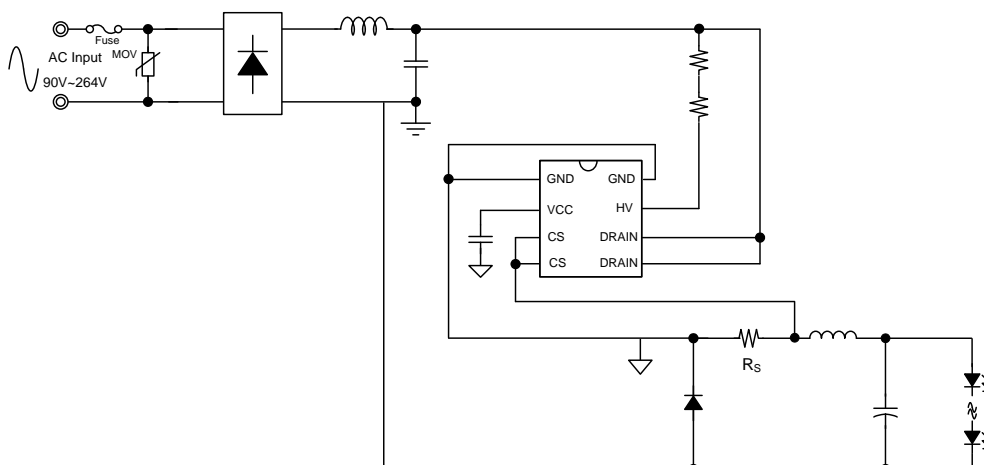 Fuse
AC Input
MOV
90V~264V
GND
GND
VCC
HV
CS
DRAIN
CS
DRAIN
RS